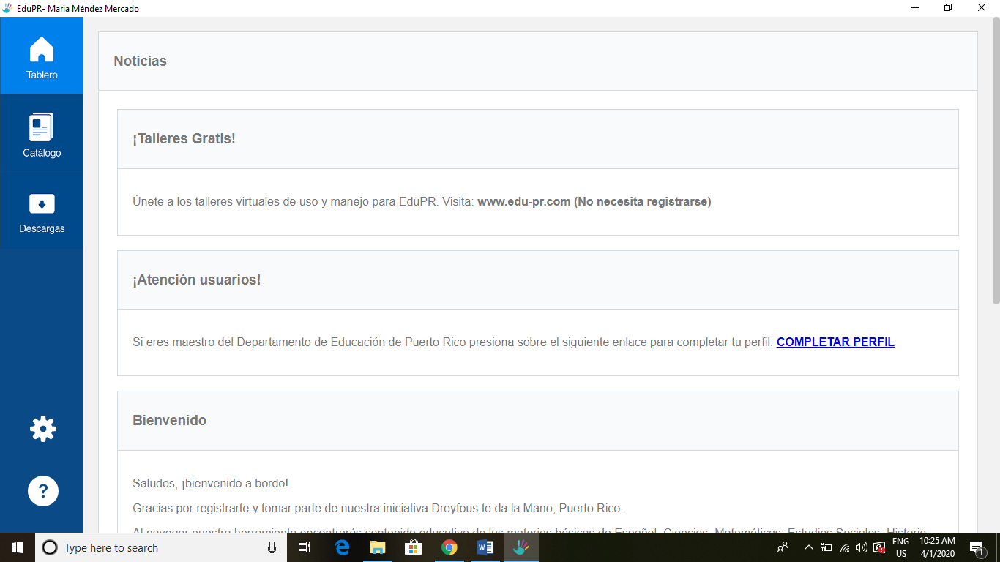 EduPR- Maria Méndez Mercado
Tablero
Catálogo
Descargas
?
Noticias
¡Talleres Gratis!
Únete a los talleres virtuales de uso y manejo para EduPR. Visita: www.edu-pr.com (No necesita registrarse)
¡Atención usuarios!
Si eres maestro del Departamento de Educación de Puerto Rico presiona sobre el siguiente enlace para completar tu perfil: COMPLETAR PERFIL
Bienvenido
Saludos, ¡bienvenido a bordo!
Gracias por registrarte y tomar parte de nuestra iniciativa Dreyfous te da la Mano, Puerto Rico.
Al navegar nuestra herramienta encontrarás contenido educativo de las materias básicas de Español, Ciencias, Matemáticas, Estudios Sociales, Historia,
Type here to search
ENG
US
10:25 AM
4/1/2020
1